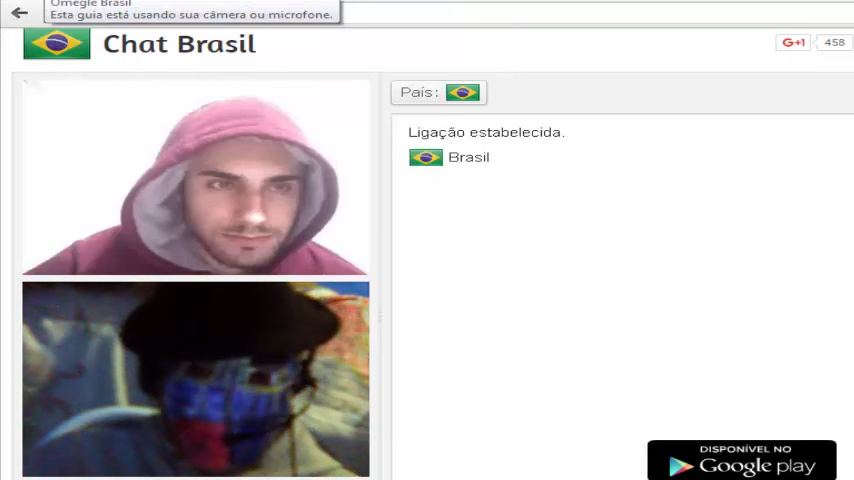 Omegle Brasil
Esta guia está usando sua câmera ou microfone.
Chat Brasil
G+1 458
País:
Ligação estabelecida.
Brasil
DISPONÍVEL NO
Google play